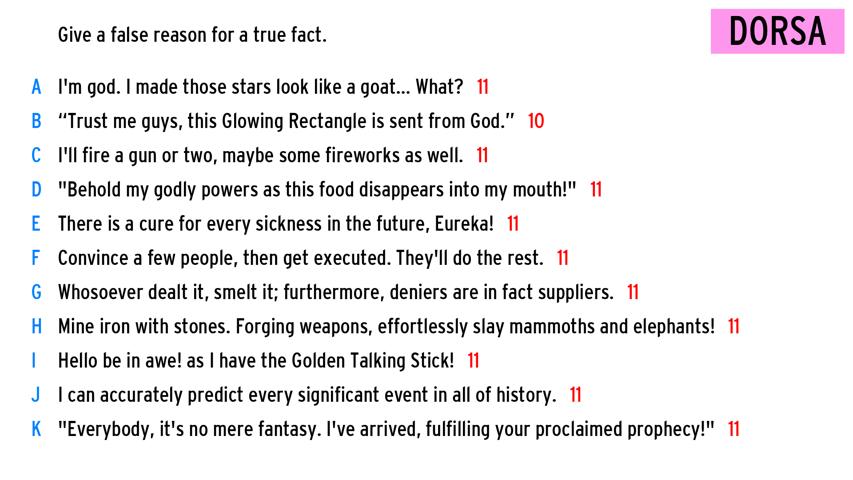 Give a false reason for a true fact.
DORSA
A I'm god. I made those stars look like a goat... What? 11
B “Trust me guys, this Glowing Rectangle is sent from God.” 10
C I'll fire a gun or two, maybe some fireworks as well. 11
D "Behold my godly powers as this food disappears into my mouth!" 11
E There is a cure for every sickness in the future, Eureka! 11
F Convince a few people, then get executed. They'll do the rest. 11
G Whosoever dealt it, smelt it; furthermore, deniers are in fact suppliers. 11
H Mine iron with stones. Forging weapons, effortlessly slay mammoths and elephants! 11
I Hello be in awe! as I have the Golden Talking Stick! 11
J I can accurately predict every significant event in all of history. 11
K "Everybody, it's no mere fantasy. I've arrived, fulfilling your proclaimed prophecy!" 11